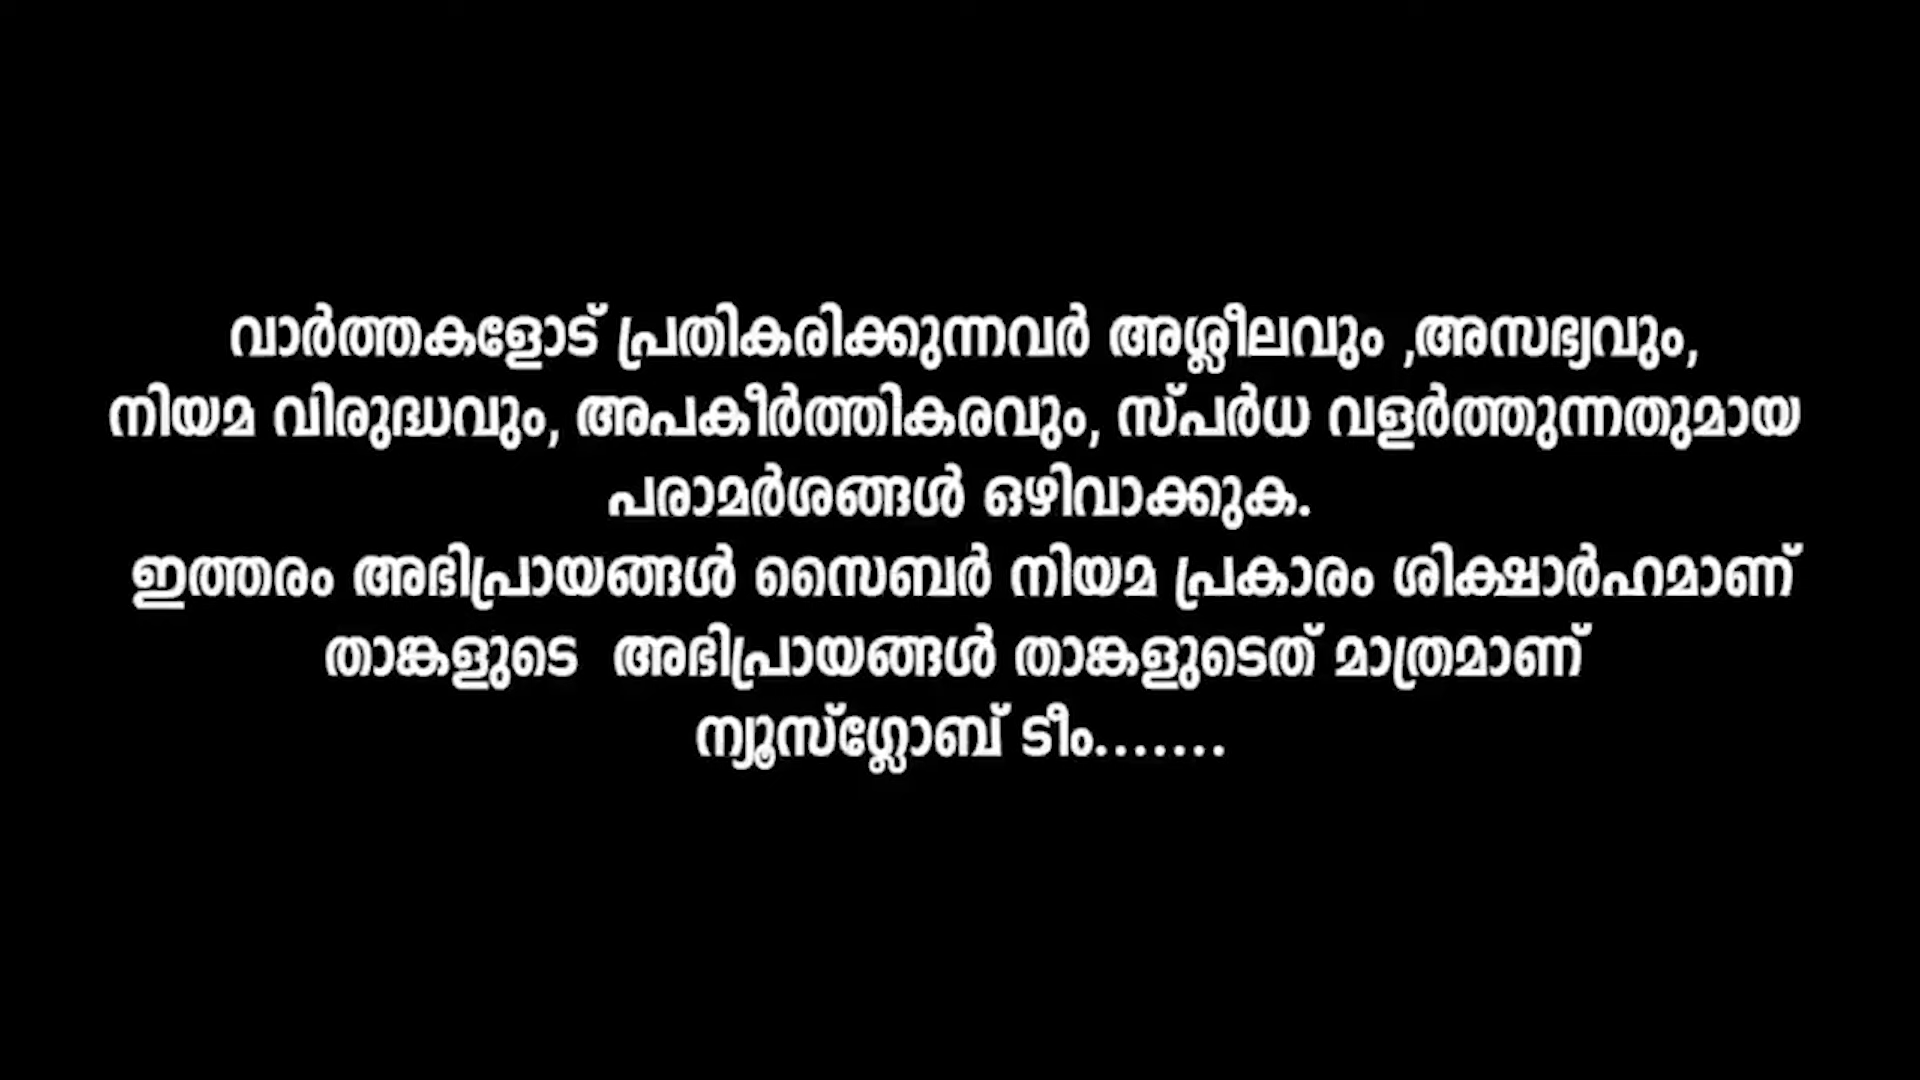 വാർത്തകളോട് പ്രതികരിക്കുന്നവർ അശ്ലീലവും ,അസഭ്യവും,
നിയമ വിരുദ്ധവും, അപകീർത്തികരവും, സ്പർധ വളർത്തുന്നതുമായ
പരാമർശങ്ങൾ ഒഴിവാക്കുക.
ഇത്തരം അഭിപ്രായങ്ങൾ സൈബർ നിയമ പ്രകാരം ശിക്ഷാർഹമാണ്
താങ്കളുടെ  അഭിപ്രായങ്ങൾ താങ്കളുടെത് മാത്രമാണ്
ന്യൂസ്ഗ്ലോബ് ടീം.......